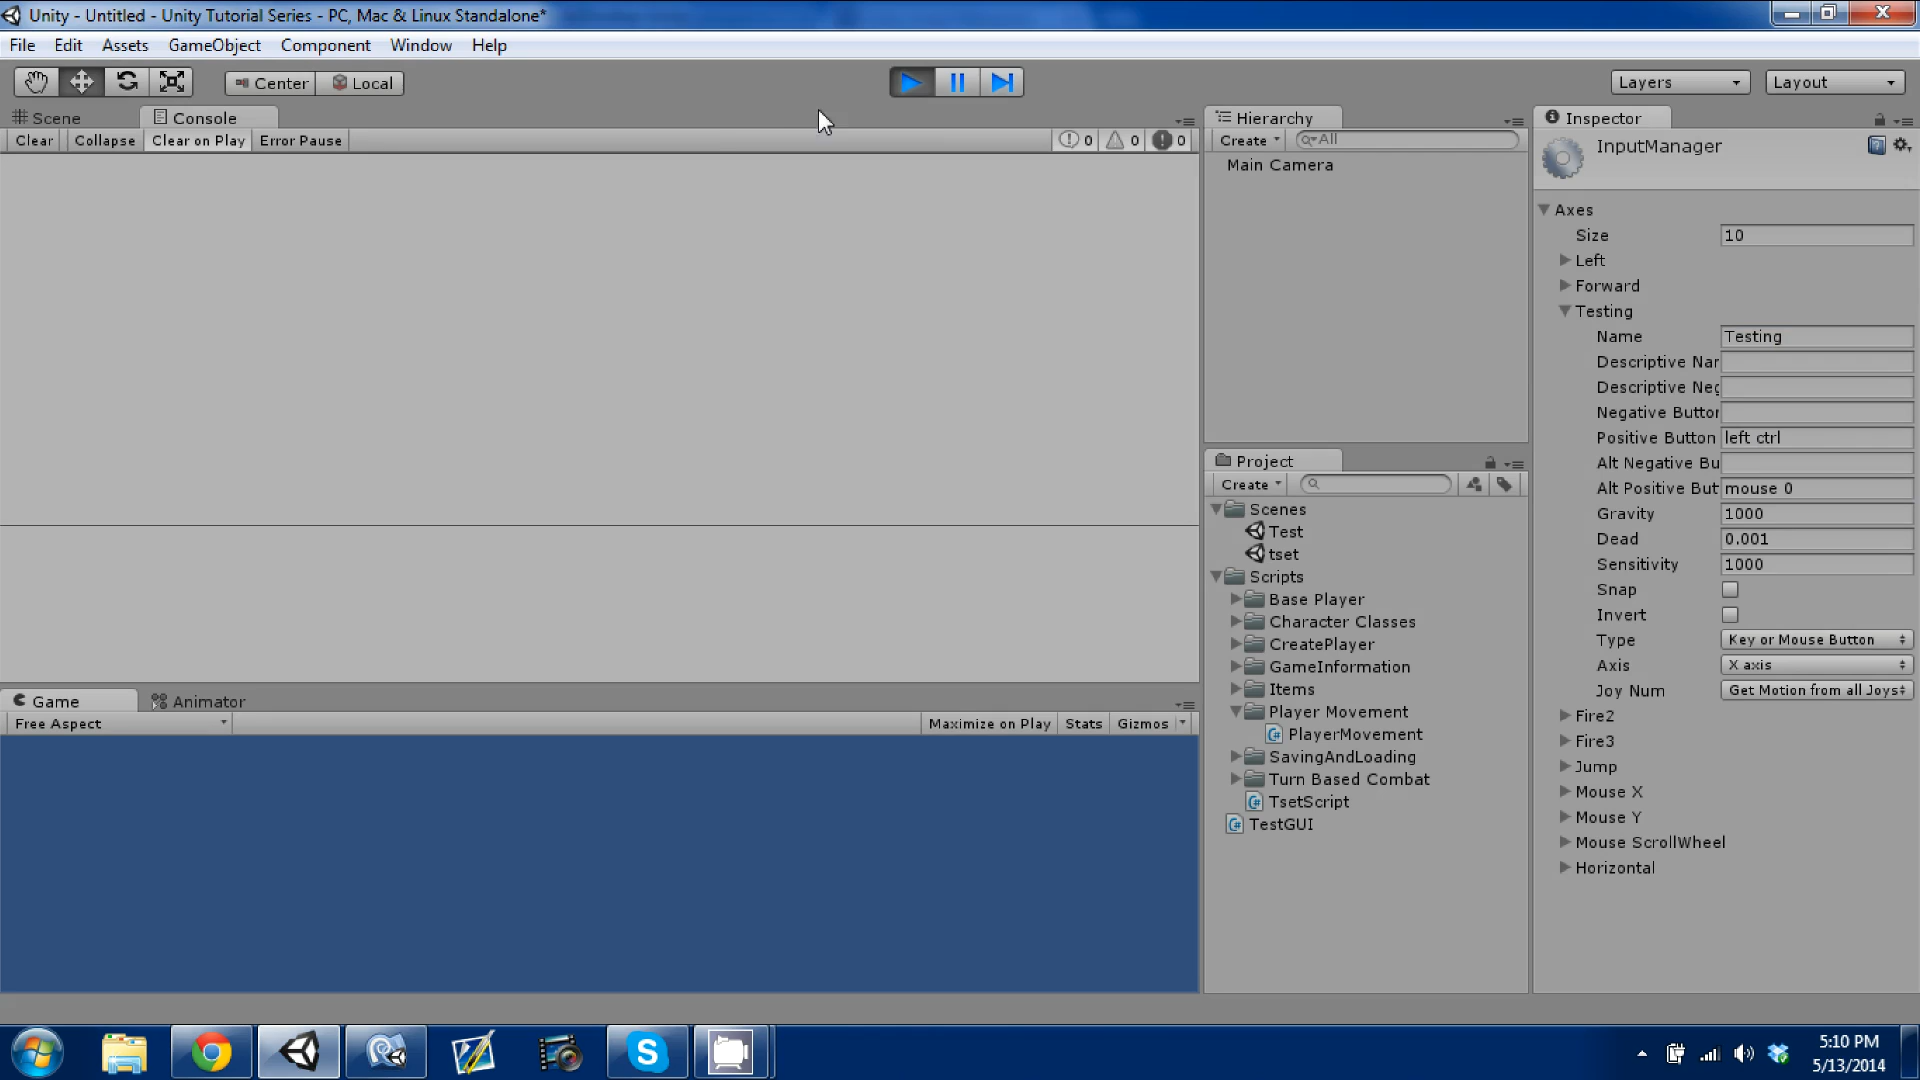 Unity - Untitled - Unity Tutorial Series - PC, Mac & Linux Standalone*
File Edit Assets GameObject Component Window Help
Center Local Layers Layout
Scene Console
Clear Collapse Clear on Play Error Pause 0 0 0
Hierarchy
Create All
Main Camera
Project
Create
Scenes
Test
tset
Scripts
Base Player
Character Classes
CreatePlayer
GameInformation
Items
Player Movement
PlayerMovement
SavingAndLoading
Turn Based Combat
TsetScript
TestGUI
Inspector
InputManager
Axes
Size 10
Left
Forward
Testing
Name Testing
Descriptive Nar
Descriptive Neg
Negative Button
Positive Button left ctrl
Alt Negative Bu
Alt Positive But mouse 0
Gravity 1000
Dead 0.001
Sensitivity 1000
Snap
Invert
Type Key or Mouse Button
Axis X axis
Joy Num Get Motion from all Joys
Fire2
Fire3
Jump
Mouse X
Mouse Y
Mouse ScrollWheel
Horizontal
Game Animator
Free Aspect Maximize on Play Stats Gizmos
5:10 PM
5/13/2014